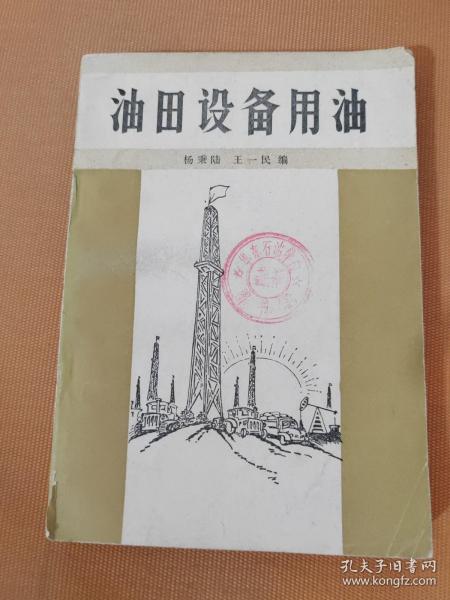 油田设备用油
杨秉陆 王一民 编
孔夫子旧书网
www.kongfz.com